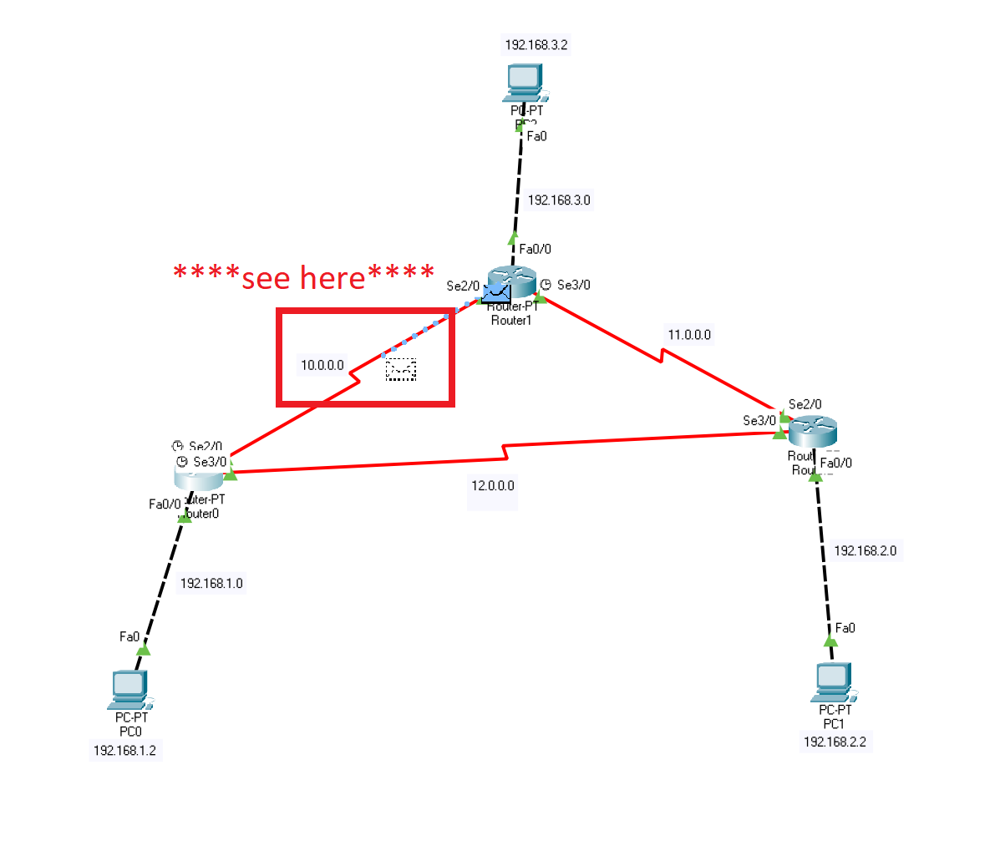 192.168.3.2
PC-PT
Fa0
192.168.3.0
Fa0/0
****see here****
Se2/0
Se3/0
Router-PT
Router1
11.0.0.0
10.0.0.0
Se2/0
Se3/0
Se2/0
Se3/0
Fa0/0
12.0.0.0
Fa0/0
192.168.2.0
192.168.1.0
Fa0
Fa0
PC-PT
PC0
192.168.1.2
PC-PT
PC1
192.168.2.2